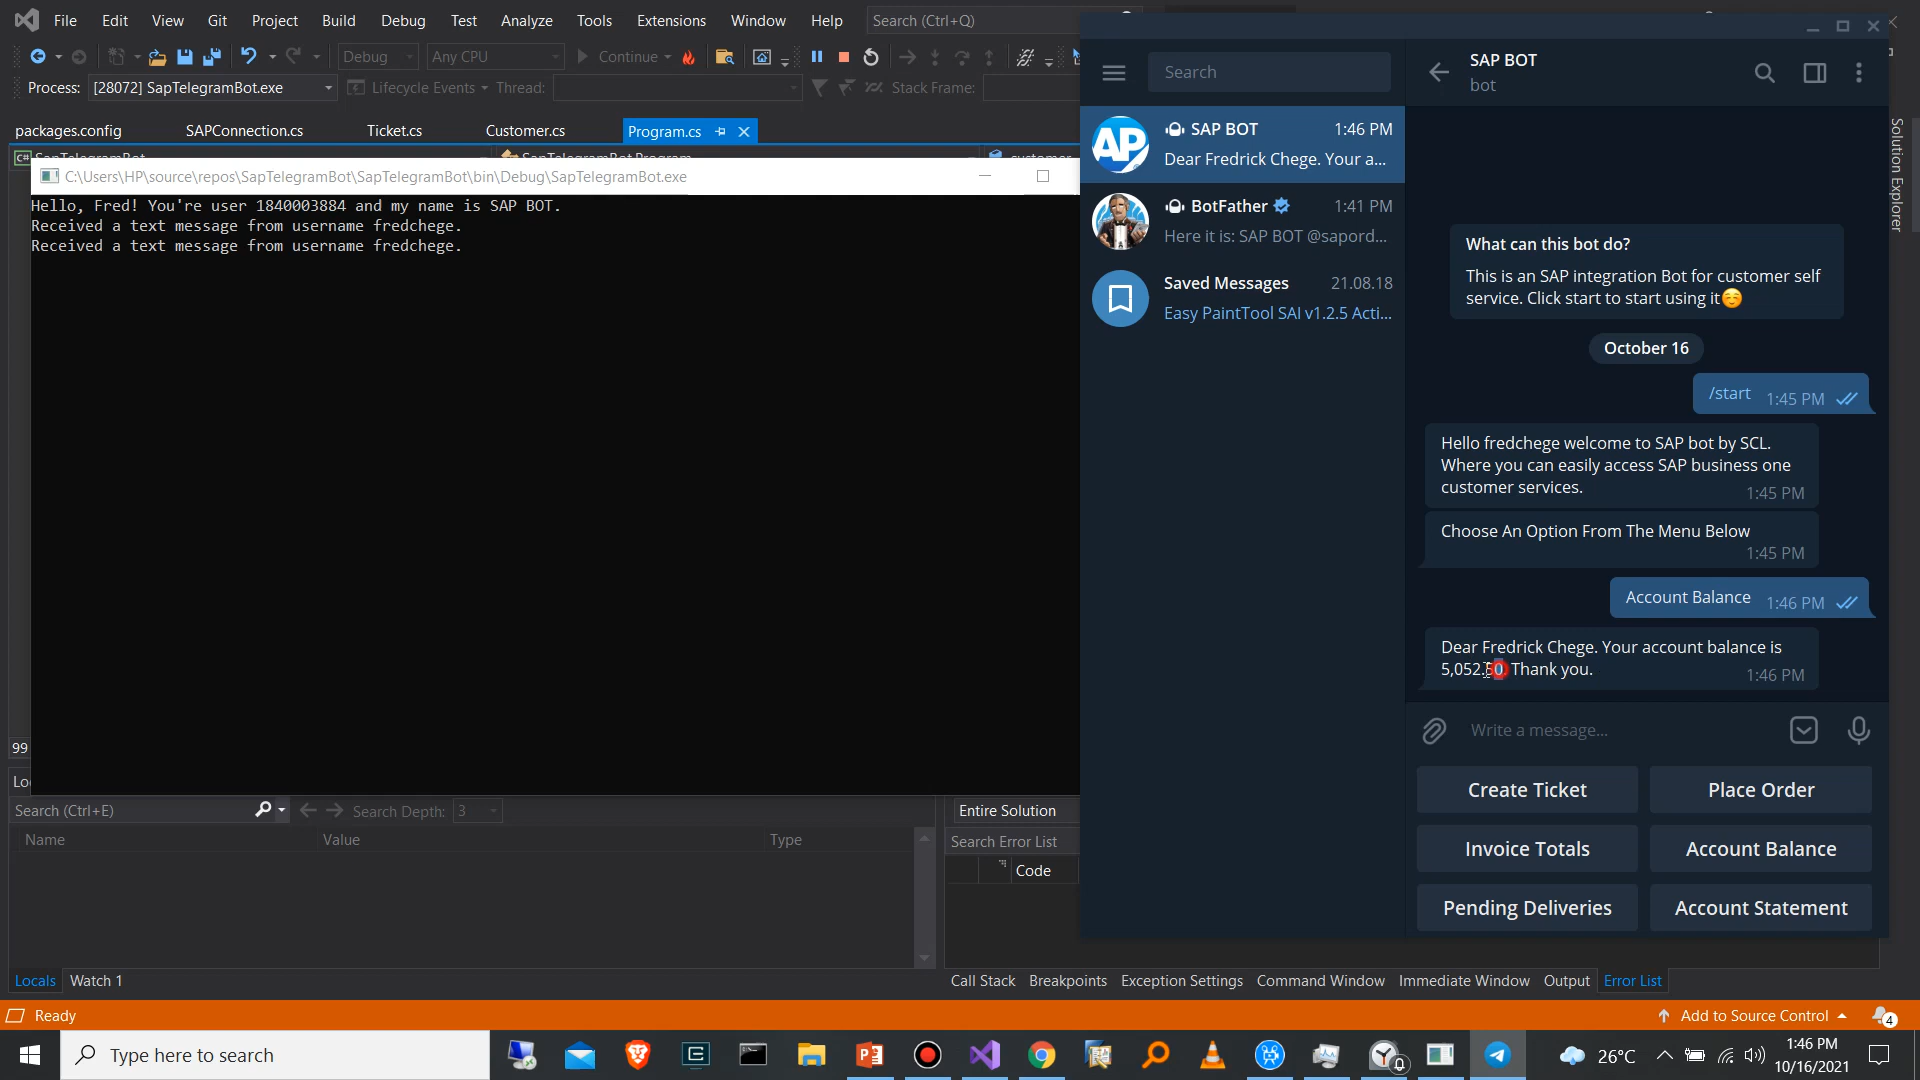 File Edit View Git Project Build Debug Test Analyze Tools Extensions Window Help Search (Ctrl+Q)
Debug Any CPU Continue
Process: [28072] SapTelegramBot.exe Lifecycle Events Thread: Stack Frame:
packages.config SAPConnection.cs Ticket.cs Customer.cs Program.cs
C:\Users\HP\source\repos\SapTelegramBot\SapTelegramBot\bin\Debug\SapTelegramBot.exe
Hello, Fred! You're user 1840003884 and my name is SAP BOT.
Received a text message from username fredchege.
Received a text message from username fredchege.
99
Search (Ctrl+E) Search Depth: 3
Name Value Type
Locals Watch 1
Entire Solution
Search Error List
Code
Call Stack Breakpoints Exception Settings Command Window Immediate Window Output Error List
Solution Explorer
Search
SAP BOT 1:46 PM
Dear Fredrick Chege. Your a...
BotFather 1:41 PM
Here it is: SAP BOT @sapord...
Saved Messages 21.08.18
Easy PaintTool SAI v1.2.5 Acti...
SAP BOT
bot
What can this bot do?
This is an SAP integration Bot for customer self
service. Click start to start using it☺️
October 16
/start 1:45 PM
Hello fredchege welcome to SAP bot by SCL.
Where you can easily access SAP business one
customer services. 1:45 PM
Choose An Option From The Menu Below
1:45 PM
Account Balance 1:46 PM
Dear Fredrick Chege. Your account balance is
Thank you. 1:46 PM
Write a message...
Create Ticket Place Order
Invoice Totals Account Balance
Pending Deliveries Account Statement
Ready Add to Source Control 4
Type here to search 26°C 1:46 PM
10/16/2021